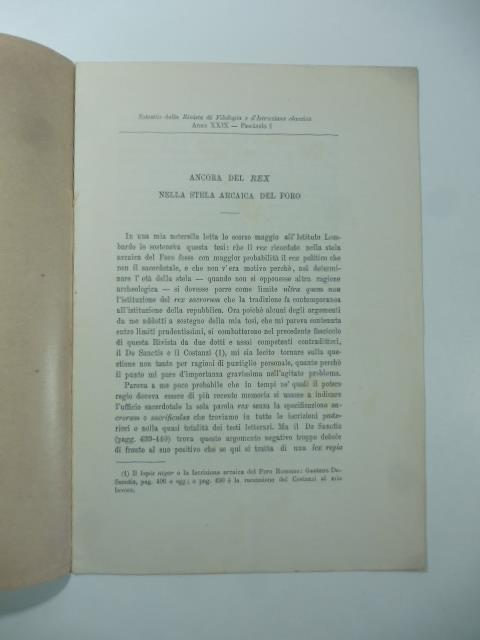 Estratto dalla Rivista di Filologia e d'Istruzione classica
Anno XXIX — Fascicolo I
ANCORA DEL REX
NELLA STELA ARCAICA DEL FORO
In una mia noterella letta lo scorso maggio all'Istituto Lom-
bardo io sostenevo questa tesi: che il rex ricordato nella stela
arcaica del Foro fosse con maggior probabilità il rex politico che
non il sacerdotale, e che non v'era motivo perchè, nel determi-
nare l'età della stela — quando non si opponesse altra ragione
archeologica — si dovesse porre come limite ultra quem non
l'istituzione del rex sacrorum che la tradizione fa contemporanea
all'istituzione della repubblica. Ora poichè alcuni degli argomenti
da me addotti a sostegno della mia tesi, che mi pareva contenuta
entro limiti prudentissimi, si combatterono nel precedente fascicolo
di questa Rivista da due dotti e assai competenti contradittori,
il De Sanctis e il Costanzi (1), mi sia lecito tornare sulla que-
stione non tanto per ragioni di puntiglio personale, quanto perchè
il punto mi pare d'importanza gravissima nell'agitato problema.
Pareva a me poco probabile che in tempi ne' quali il potere
regio doveva essere di più recente memoria si usasse a indicare
l'ufficio sacerdotale la sola parola rex senza la specificazione sa-
crorum o sacrificulus che troviamo in tutte le iscrizioni poste-
riori o nella quasi totalità dei testi letterari. Ma il De Sanctis
(pagg. 439-440) trova questo argomento negativo troppo debole
di fronte al suo positivo che se qui si tratta di una lex regia
(1) Il lapis niger e la Iscrizione arcaica del Foro Romano: Gaetano De-
Sanctis, pag. 406 e sgg.; a pag. 450 è la recensione del Costanzi al mio
lavoro.